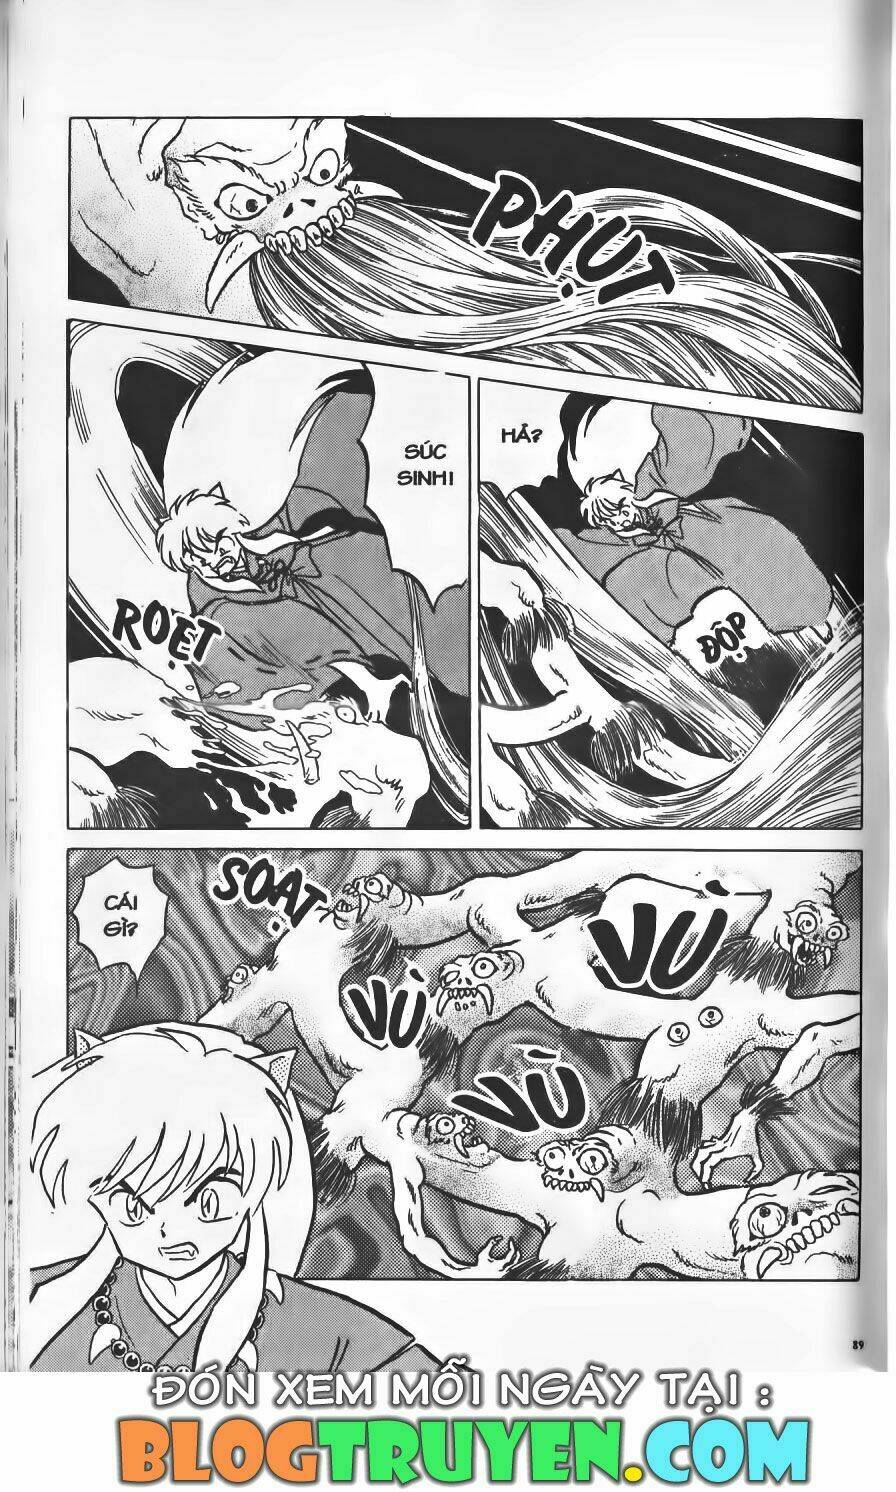 PHỤT
SÚC
SINH!
ROẸT
HẢ?
ĐỘP
CÁI
GÌ?
SOẠT
VÙ
VÙ
VÙ
89
ĐÓN XEM MỖI NGÀY TẠI :
BLOGTRUYEN.COM